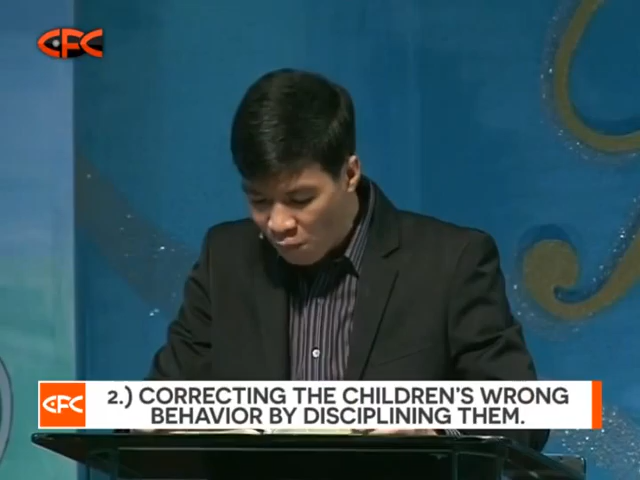 CFC
CFC
2.) CORRECTING THE CHILDREN'S WRONG
BEHAVIOR BY DISCIPLINING THEM.